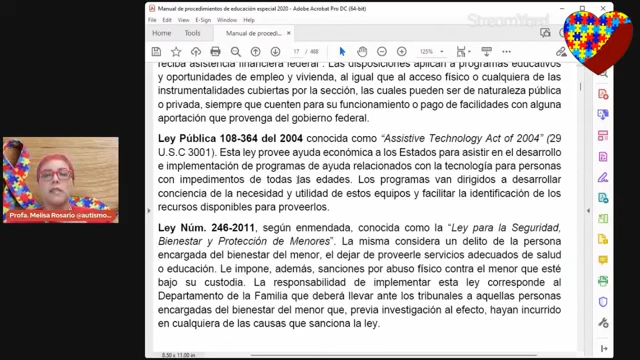 Manual de procedimientos de educación especial 2020 - Adobe Acrobat Pro DC (64-bit)
File Edit View E-Sign Window Help
Home Tools Manual de procedi... ×
StreamYard
17 / 488 125%
reciba asistencia financiera federal". Las disposiciones aplican a programas educativos
y oportunidades de empleo y vivienda, al igual que al acceso físico o cualquiera de las
instrumentalidades cubiertas por la sección, las cuales pueden ser de naturaleza pública
o privada, siempre que cuenten para su funcionamiento o pago de facilidades con alguna
aportación que provenga del gobierno federal.
Ley Pública 108-364 del 2004 conocida como "Assistive Technology Act of 2004" (29
U.S.C 3001). Esta ley provee ayuda económica a los Estados para asistir en el desarrollo
e implementación de programas de ayuda relacionados con la tecnología para personas
con impedimentos de todas las edades. Los programas van dirigidos a desarrollar
conciencia de la necesidad y utilidad de estos equipos y facilitar la identificación de los
recursos disponibles para proveerlos.
Ley Núm. 246-2011, según enmendada, conocida como la "Ley para la Seguridad,
Bienestar y Protección de Menores". La misma considera un delito de la persona
encargada del bienestar del menor, el dejar de proveerle servicios adecuados de salud
o educación. Le impone, además, sanciones por abuso físico contra el menor que esté
bajo su custodia. La responsabilidad de implementar esta ley corresponde al
Departamento de la Familia que deberá llevar ante los tribunales a aquellas personas
encargadas del bienestar del menor que, previa investigación al efecto, hayan incurrido
en cualquiera de las causas que sanciona la ley.
8.50 x 11.00 in
Profa. Melisa Rosario @autismo